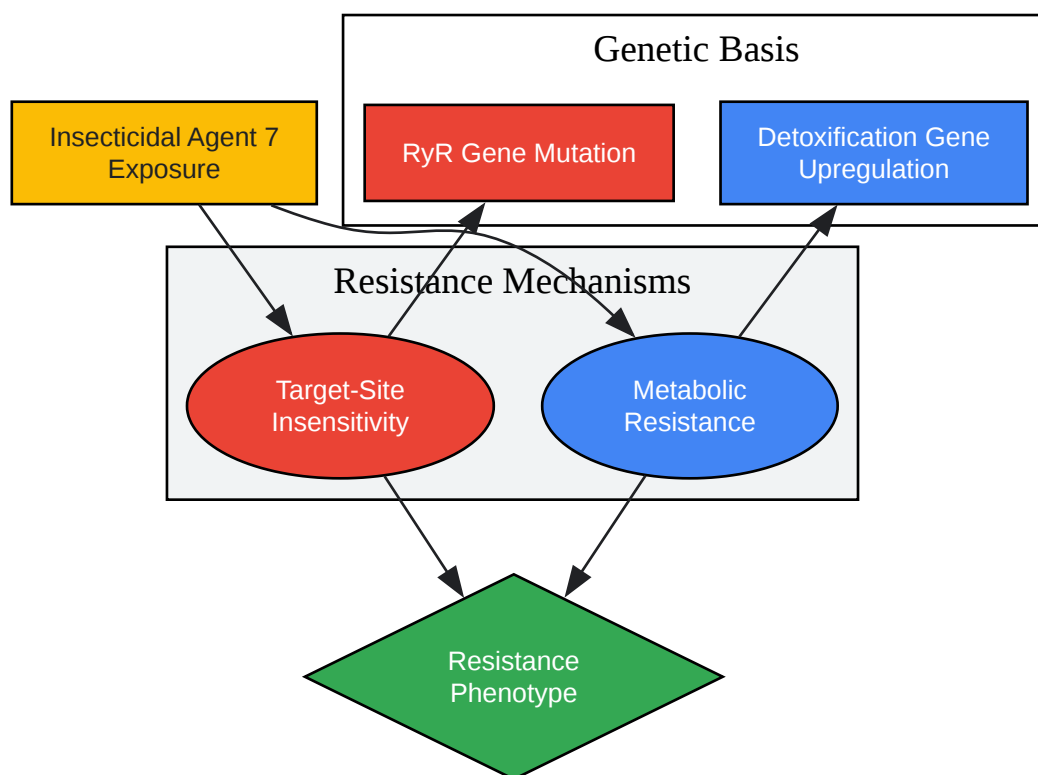 Genetic Basis
Insecticidal Agent 7
Exposure
RyR Gene Mutation
Detoxification Gene
Upregulation
Resistance Mechanisms
Target-Site
Insensitivity
Metabolic
Resistance
Resistance
Phenotype